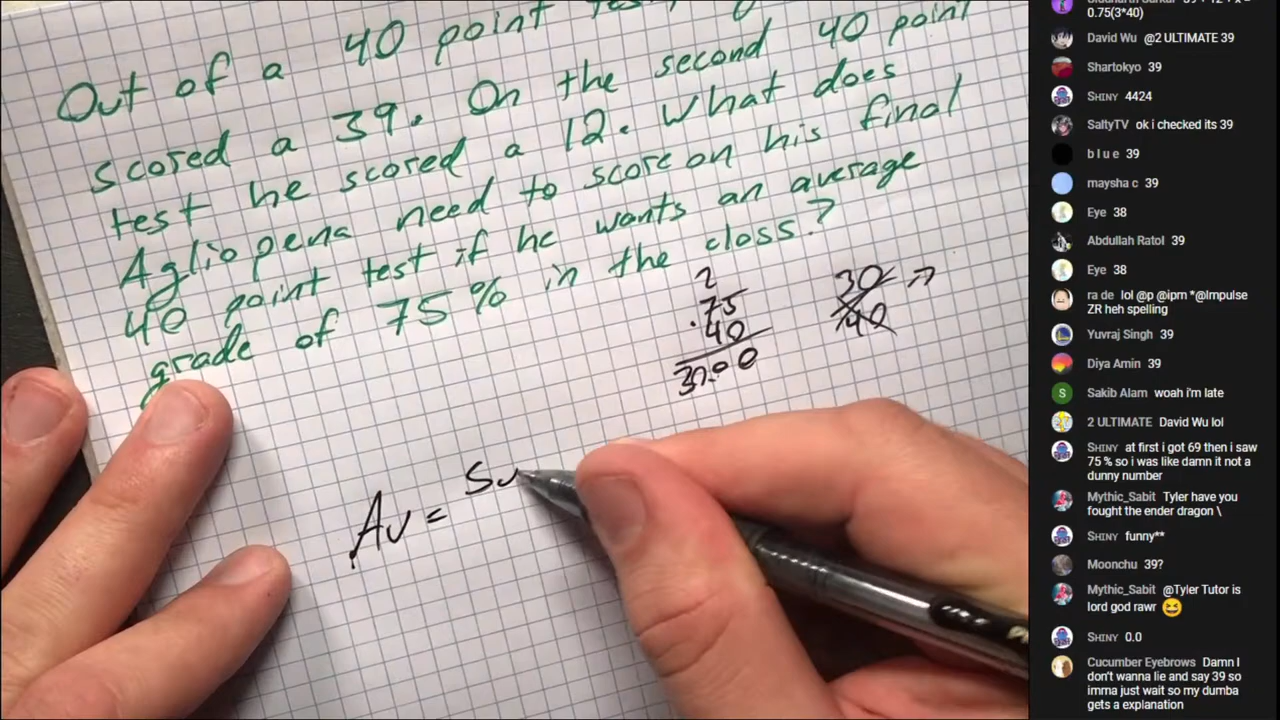 Out of a 40 point test,
scored a 39. On the second 40 point
test he scored a 12. What does
Agliopena need to score on his final
40 point test if he wants an average
grade of 75% in the class?
2
.75
40
3000
30
40
Av = Su
0.75(3*40)
David Wu @2 ULTIMATE 39
Shartokyo 39
SHINY 4424
SaltyTV ok i checked its 39
b l u e 39
maysha c 39
Eye 38
Abdullah Ratol 39
Eye 38
ra de lol @p @ipm *@Impulse
ZR heh spelling
Yuvraj Singh 39
Diya Amin 39
S Sakib Alam woah i'm late
2 ULTIMATE David Wu lol
SHINY at first i got 69 then i saw
75 % so i was like damn it not a
dunny number
Mythic_Sabit Tyler have you
fought the ender dragon \
SHINY funny**
Moonchu 39?
Mythic_Sabit @Tyler Tutor is
lord god rawr 😆
SHINY 0.0
Cucumber Eyebrows Damn I
don't wanna lie and say 39 so
imma just wait so my dumba
gets a explanation